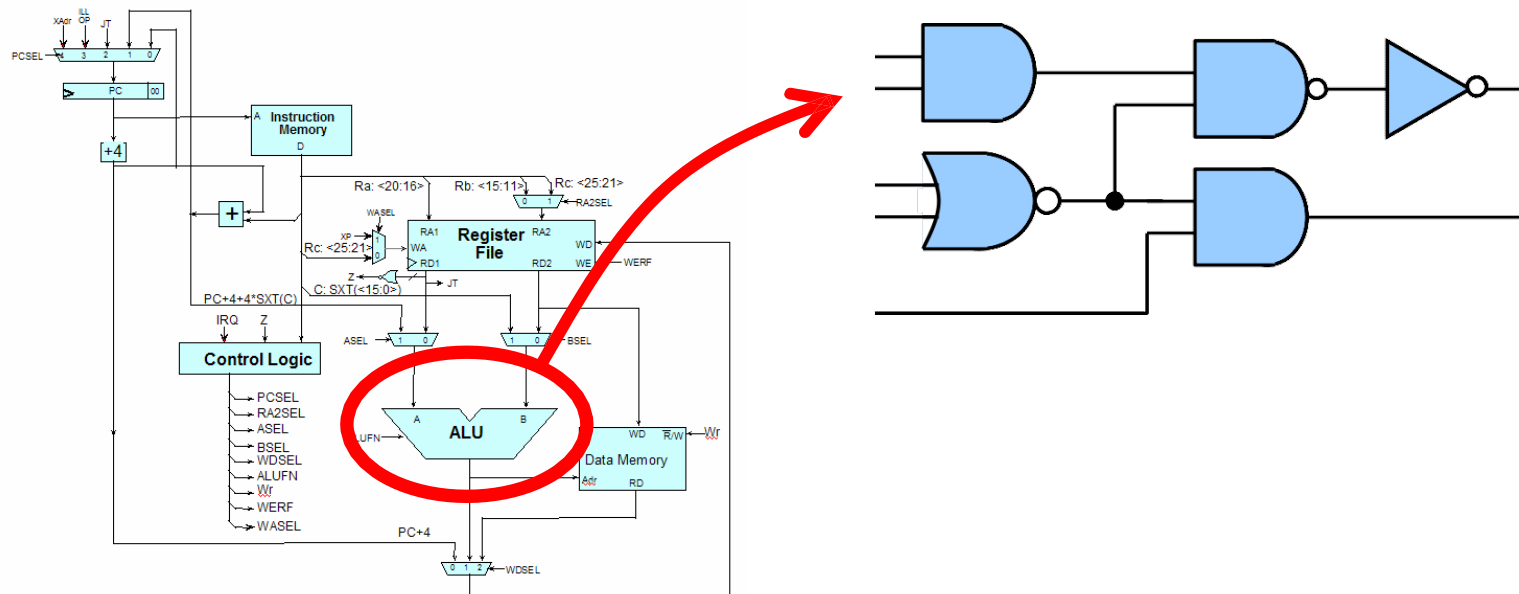 XAdr
ILL
OP
JT
PCSEL
4 3 2 1 0
PC 00
A Instruction
Memory
D
[+4]
+
Ra: <20:16>
Rb: <15:11>
Rc: <25:21>
0 1
RA2SEL
WASEL
XP
1
0
Rc: <25:21>
RA1
RA2
Register
File
WA
WD
RD1
RD2
WE
WERF
Z
JT
C: SXT(<15:0>)
PC+4+4*SXT(C)
IRQ
Z
ASEL
1 0
1 0
BSEL
Control Logic
PCSEL
RA2SEL
ASEL
BSEL
WDSEL
ALUFN
Wr
WERF
WASEL
A
B
ALU
LUFN
WD
R/W
Wr
Data Memory
Adr
RD
PC+4
0 1 2
WDSEL